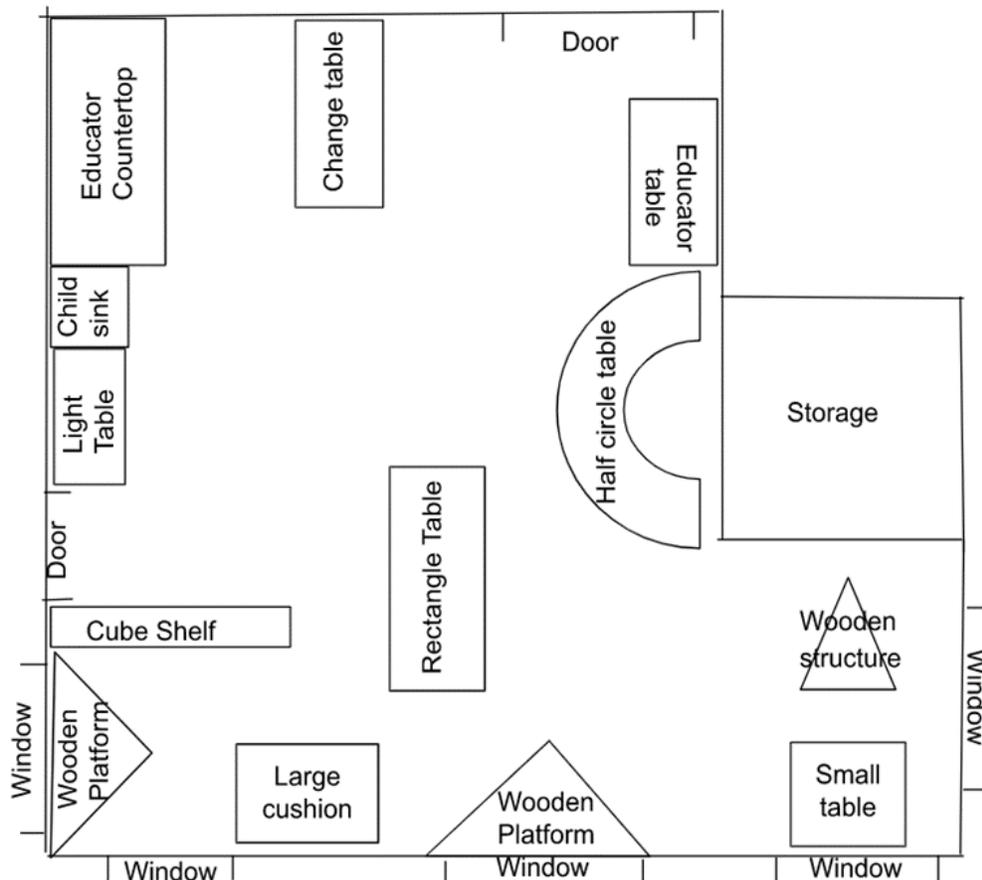 Door
Educator
Countertop
Change table
Educator
table
Child
sink
Light
Table
Half circle table
Storage
Door
Rectangle Table
Cube Shelf
Wooden
structure
Window
Window
Wooden
Platform
Large
cushion
Wooden
Platform
Small
table
Window
Window
Window